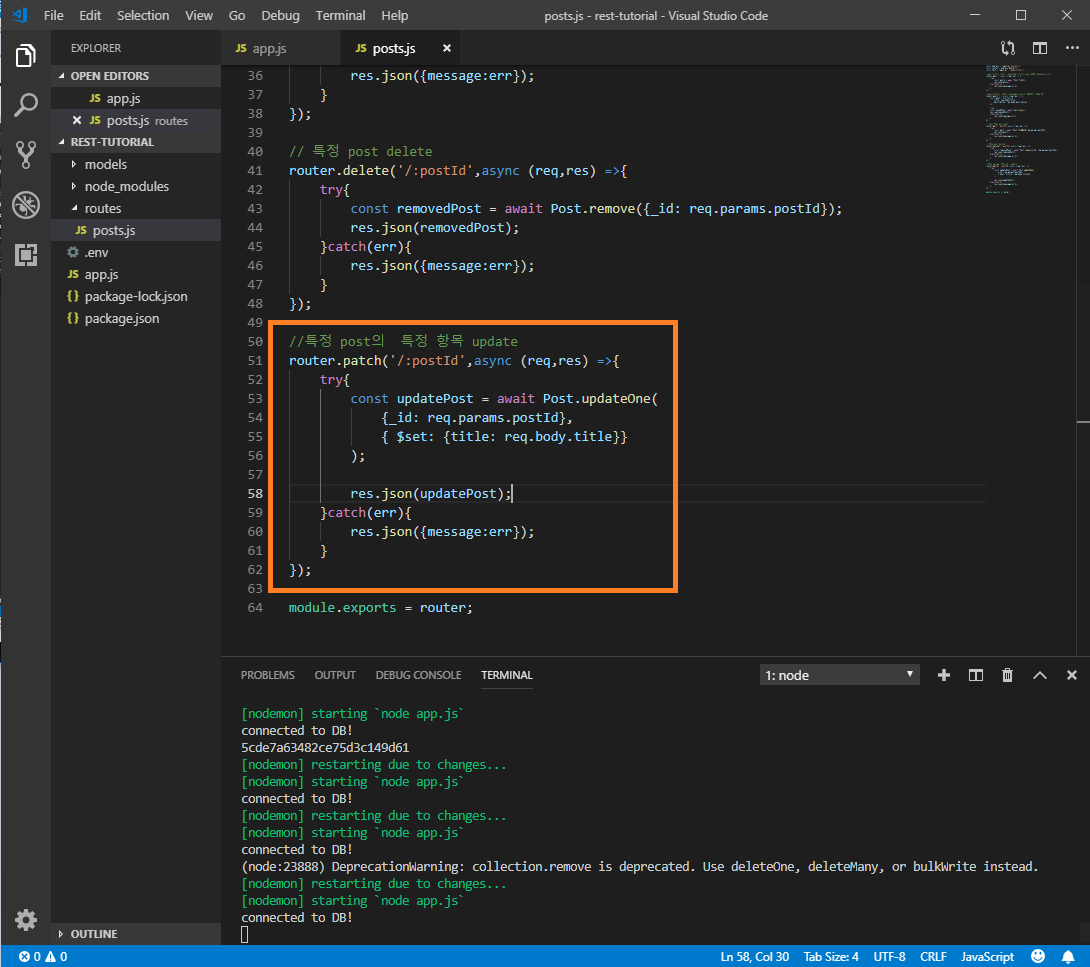 File Edit Selection View Go Debug Terminal Help posts.js - rest-tutorial - Visual Studio Code
EXPLORER
OPEN EDITORS
JS app.js
JS posts.js routes
REST-TUTORIAL
models
node_modules
routes
JS posts.js
.env
JS app.js
{} package-lock.json
{} package.json
OUTLINE
JS app.js JS posts.js
36 res.json({message:err});
37 }
38 });
39
40 // 특정 post delete
41 router.delete('/:postId',async (req,res) =>{
42 try{
43 const removedPost = await Post.remove({_id: req.params.postId});
44 res.json(removedPost);
45 }catch(err){
46 res.json({message:err});
47 }
48 });
49
50 //특정 post의  특정 항목 update
51 router.patch('/:postId',async (req,res) =>{
52 try{
53 const updatePost = await Post.updateOne(
54 {_id: req.params.postId},
55 { $set: {title: req.body.title}}
56 );
57
58 res.json(updatePost);
59 }catch(err){
60 res.json({message:err});
61 }
62 });
63
64 module.exports = router;
PROBLEMS OUTPUT DEBUG CONSOLE TERMINAL 1: node
[nodemon] starting `node app.js`
connected to DB!
5cde7a63482ce75d3c149d61
[nodemon] restarting due to changes...
[nodemon] starting `node app.js`
connected to DB!
[nodemon] restarting due to changes...
[nodemon] starting `node app.js`
connected to DB!
(node:23888) DeprecationWarning: collection.remove is deprecated. Use deleteOne, deleteMany, or bulkWrite instead.
[nodemon] restarting due to changes...
[nodemon] starting `node app.js`
connected to DB!
0 0 Ln 58, Col 30 Tab Size: 4 UTF-8 CRLF JavaScript